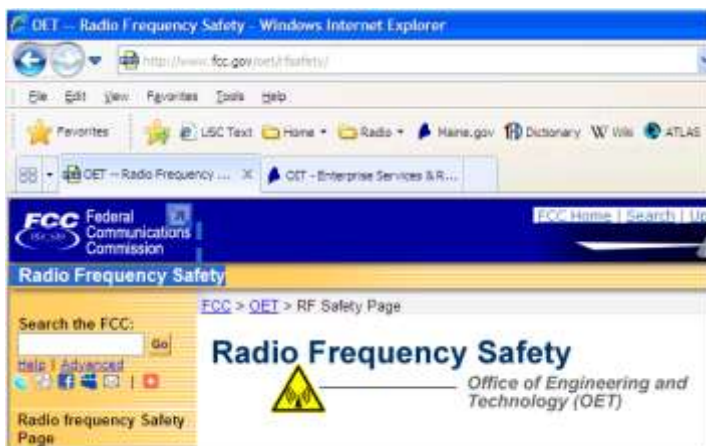 OET -- Radio Frequency Safety - Windows Internet Explorer
http://www.fcc.gov/oet/rfsafety/
File Edit View Favorites Tools Help
Favorites USC Text Home Radio Maine.gov Dictionary Wiki ATLAS
OET -- Radio Frequency ... X OIT - Enterprise Services & R...
FCC Federal
Communications
Commission
FCC Home | Search | Up
Radio Frequency Safety
FCC > OET > RF Safety Page
Search the FCC:
Go
Help | Advanced
Radio Frequency Safety
Office of Engineering and
Technology (OET)
Radio frequency Safety
Page